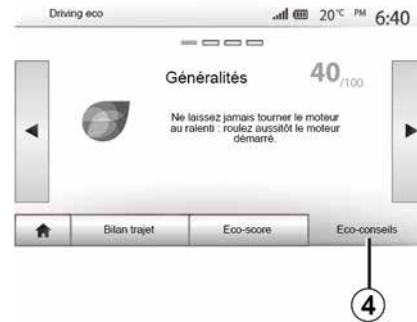 Driving eco 20°C PM 6:40
Généralités 40/100
Ne laissez jamais tourner le moteur
au ralenti : roulez aussitôt le moteur
démarré.
Bilan trajet Eco-score Eco-conseils
4